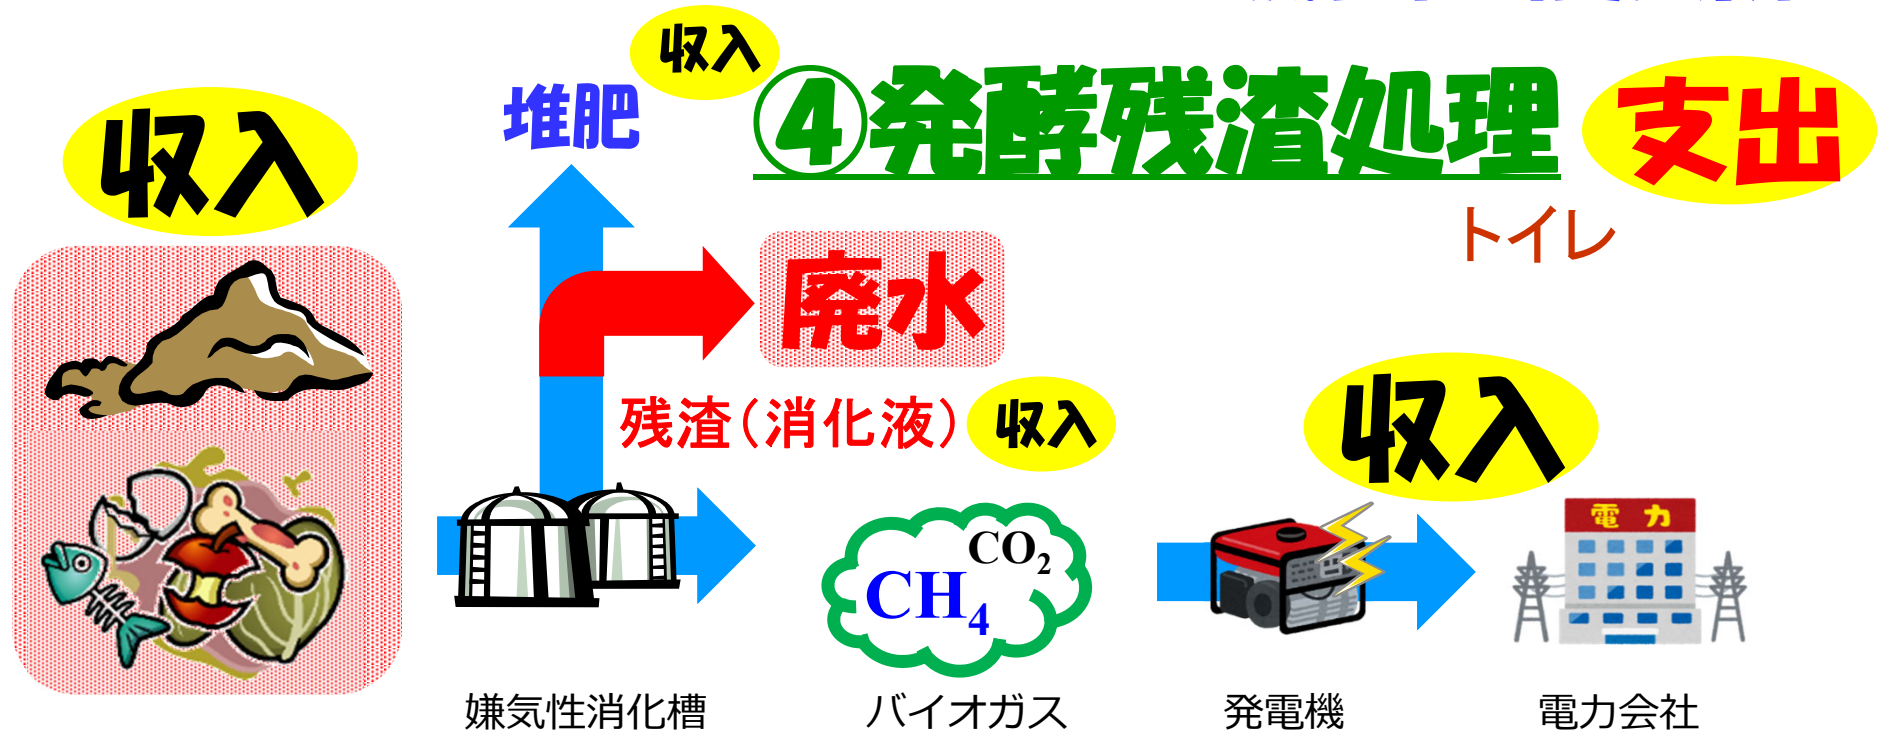 収入
④発酵残渣処理
支出
堆肥
収入
トイレ
廃水
残渣（消化液）
収入
収入
CO2
CH4
電力
嫌気性消化槽
バイオガス
発電機
電力会社